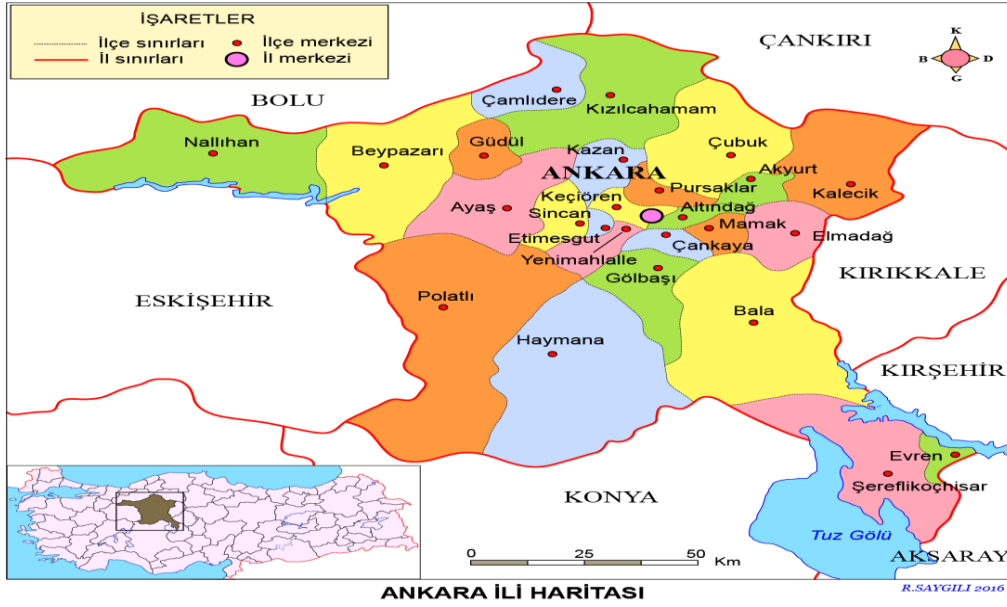 İŞARETLER
İlçe sınırları
İlçe merkezi
İl sınırları
İl merkezi
ÇANKIRI
K
B
D
G
BOLU
Çamlıdere
Kızılcahamam
Nallıhan
Beypazarı
Güdül
Kazan
Çubuk
ANKARA
Akyurt
Pursaklar
Kalecik
Ayaş
Keçiören
Altındağ
Sincan
Mamak
Elmadağ
Etimesgut
Çankaya
Yenimahlalle
Gölbaşı
KIRIKKALE
ESKİŞEHİR
Polatlı
Bala
Haymana
KIRŞEHİR
Evren
Şereflikoçhisar
KONYA
Tuz Gölü
AKSARAY
0 25 50
Km
ANKARA İLİ HARİTASI
R.SAYGILI 2016